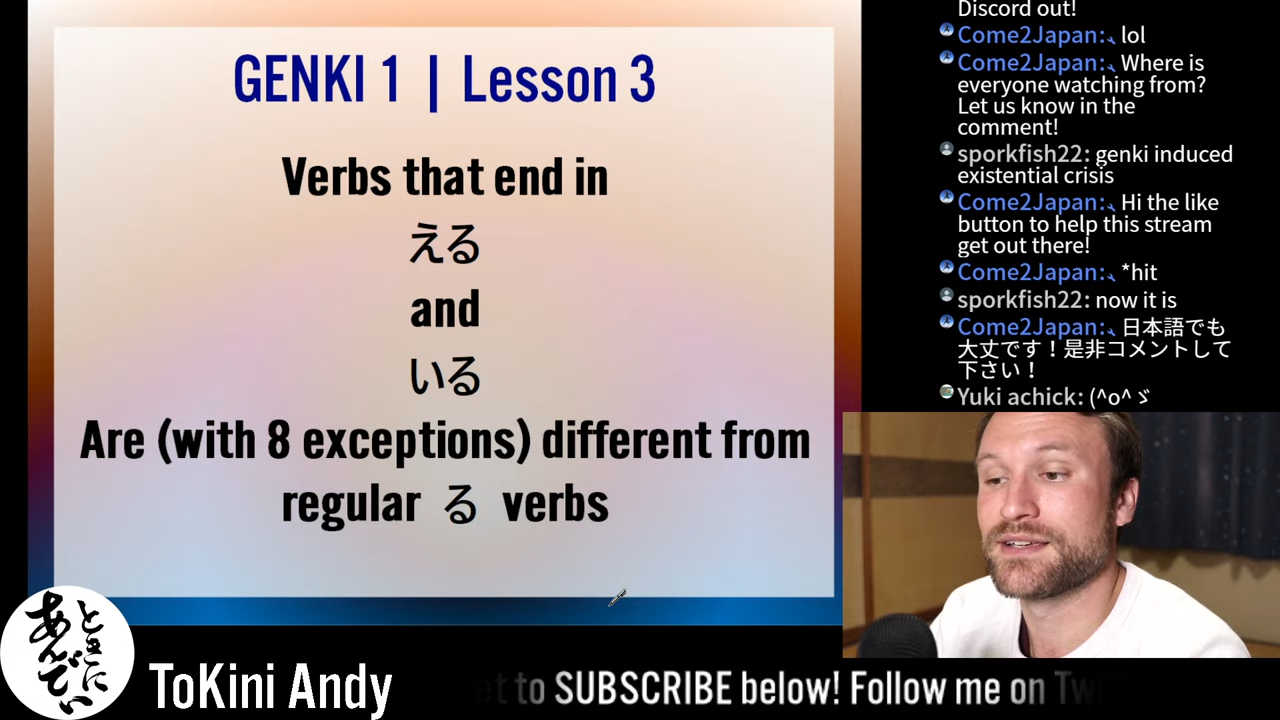 GENKI 1 | Lesson 3
Verbs that end in
える
and
いる
Are (with 8 exceptions) different from
regular る verbs
Discord out!
Come2Japan: lol
Come2Japan: Where is
everyone watching from?
Let us know in the
comment!
sporkfish22: genki induced
existential crisis
Come2Japan: Hi the like
button to help this stream
get out there!
Come2Japan: *hit
sporkfish22: now it is
Come2Japan: 日本語でも
大丈です！是非コメントして
下さい！
Yuki achick: (^o^ゞ
ときに
あんでぃ
ToKini Andy
et to SUBSCRIBE below! Follow me on Tw